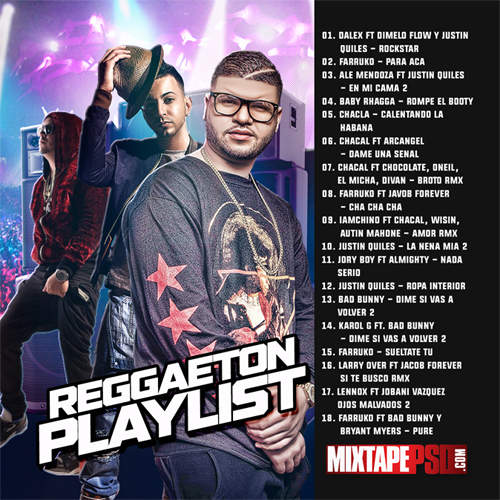 01. DALEX FT DIMELO FLOW Y JUSTIN
QUILES – ROCKSTAR
02. FARRUKO – PARA ACA
03. ALE MENDOZA FT JUSTIN QUILES
– EN MI CAMA 2
04. BABY RHAGGA – ROMPE EL BOOTY
05. CHACLA – CALENTANDO LA
HABANA
06. CHACAL FT ARCANGEL
– DAME UNA SENAL
07. CHACAL FT CHOCOLATE, ONEIL,
EL MICHA, DIVAN – BROTO RMX
08. FARRUKO FT JAVOB FOREVER
– CHA CHA CHA
09. IAMCHINO FT CHACAL, WISIN,
AUTIN MAHONE – AMOR RMX
10. JUSTIN QUILES – LA NENA MIA 2
11. JORY BOY FT ALMIGHTY – NADA
SERIO
12. JUSTIN QUILES – ROPA INTERIOR
13. BAD BUNNY – DIME SI VAS A
VOLVER 2
14. KAROL G FT. BAD BUNNY
– DIME SI VAS A VOLVER 2
15. FARRUKO – SUELTATE TU
16. LARRY OVER FT JACOB FOREVER
SI TE BUSCO RMX
17. LENNOX FT JOBANI VAZQUEZ
OJOS MALVADOS 2
18. FARRUKO FT BAD BUNNY Y
BRYANT MYERS – PURE
REGGAETON
PLAYLIST
MIXTAPEPSD.COM